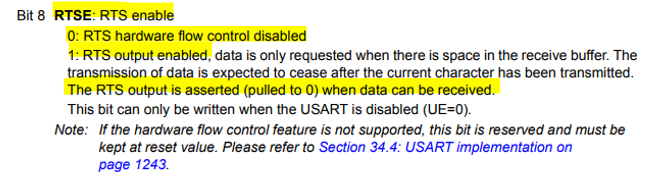 Bit 8 RTSE: RTS enable
0: RTS hardware flow control disabled
1: RTS output enabled, data is only requested when there is space in the receive buffer. The
transmission of data is expected to cease after the current character has been transmitted.
The RTS output is asserted (pulled to 0) when data can be received.
This bit can only be written when the USART is disabled (UE=0).
Note: If the hardware flow control feature is not supported, this bit is reserved and must be
kept at reset value. Please refer to Section 34.4: USART implementation on
page 1243.